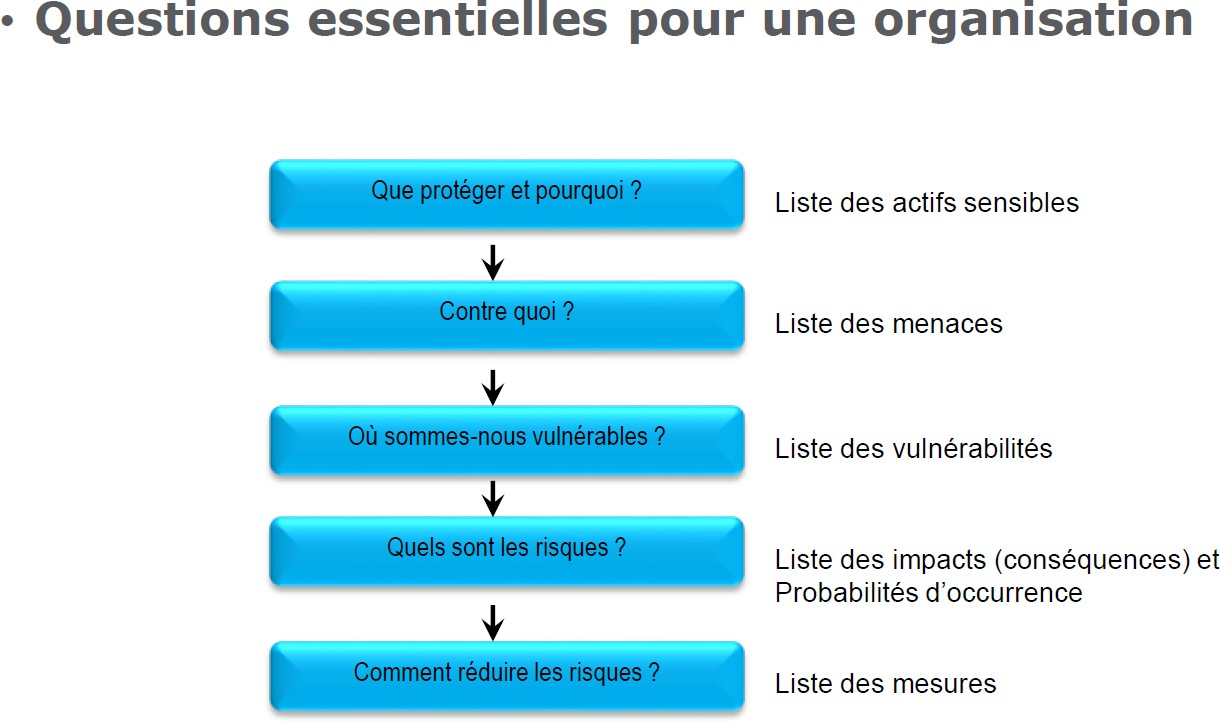 • Questions essentielles pour une organisation
Que protéger et pourquoi ?
Liste des actifs sensibles
Contre quoi ?
Liste des menaces
Où sommes-nous vulnérables ?
Liste des vulnérabilités
Quels sont les risques ?
Liste des impacts (conséquences) et
Probabilités d’occurrence
Comment réduire les risques ?
Liste des mesures